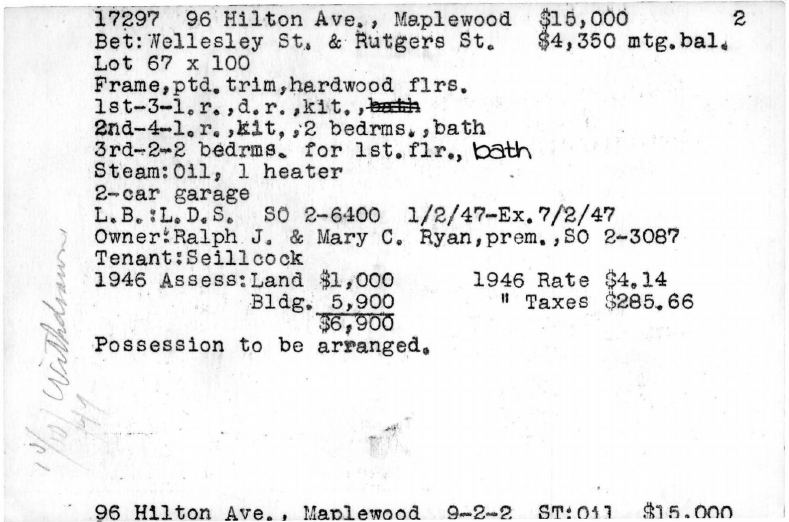 17297 96 Hilton Ave., Maplewood $15,000 2
Bet:Wellesley St. & Rutgers St. $4,350 mtg.bal.
Lot 67 x 100
Frame,ptd.trim,hardwood flrs.
1st-3-l.r.,d.r.,kit.,bath
2nd-4-l.r.,kit,,2 bedrms.,bath
3rd-2-2 bedrms. for 1st.flr., bath
Steam:Oil, 1 heater
2-car garage
L.B.:L.D.S. SO 2-6400 1/2/47-Ex.7/2/47
Owner:Ralph J. & Mary C. Ryan,prem.,SO 2-3087
Tenant:Seillcock
1946 Assess:Land $1,000 1946 Rate $4.14
Bldg. 5,900 " Taxes $285.66
$6,900
Possession to be arranged.
Withdrawn
96 Hilton Ave., Maplewood 9-2-2 ST:Oil $15,000